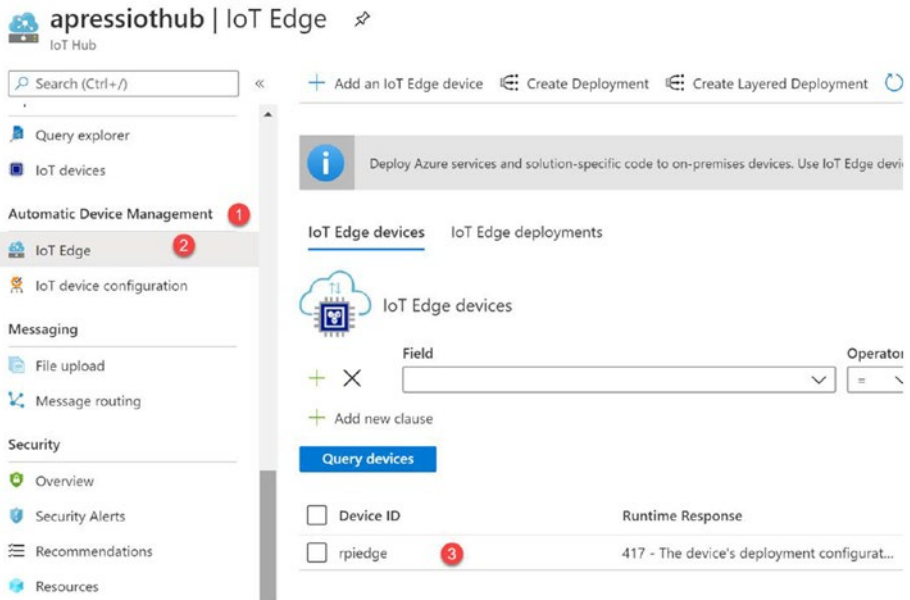 apressiothub | IoT Edge
IoT Hub
Search (Ctrl+/)
«
Query explorer
IoT devices
Automatic Device Management
1
IoT Edge
2
IoT device configuration
Messaging
File upload
Message routing
Security
Overview
Security Alerts
Recommendations
Resources
Add an IoT Edge device
Create Deployment
Create Layered Deployment
Deploy Azure services and solution-specific code to on-premises devices. Use IoT Edge devi
IoT Edge devices
IoT Edge deployments
IoT Edge devices
Field
Operator
=
Add new clause
Query devices
Device ID
Runtime Response
rpiedge
3
417 - The device's deployment configurat...